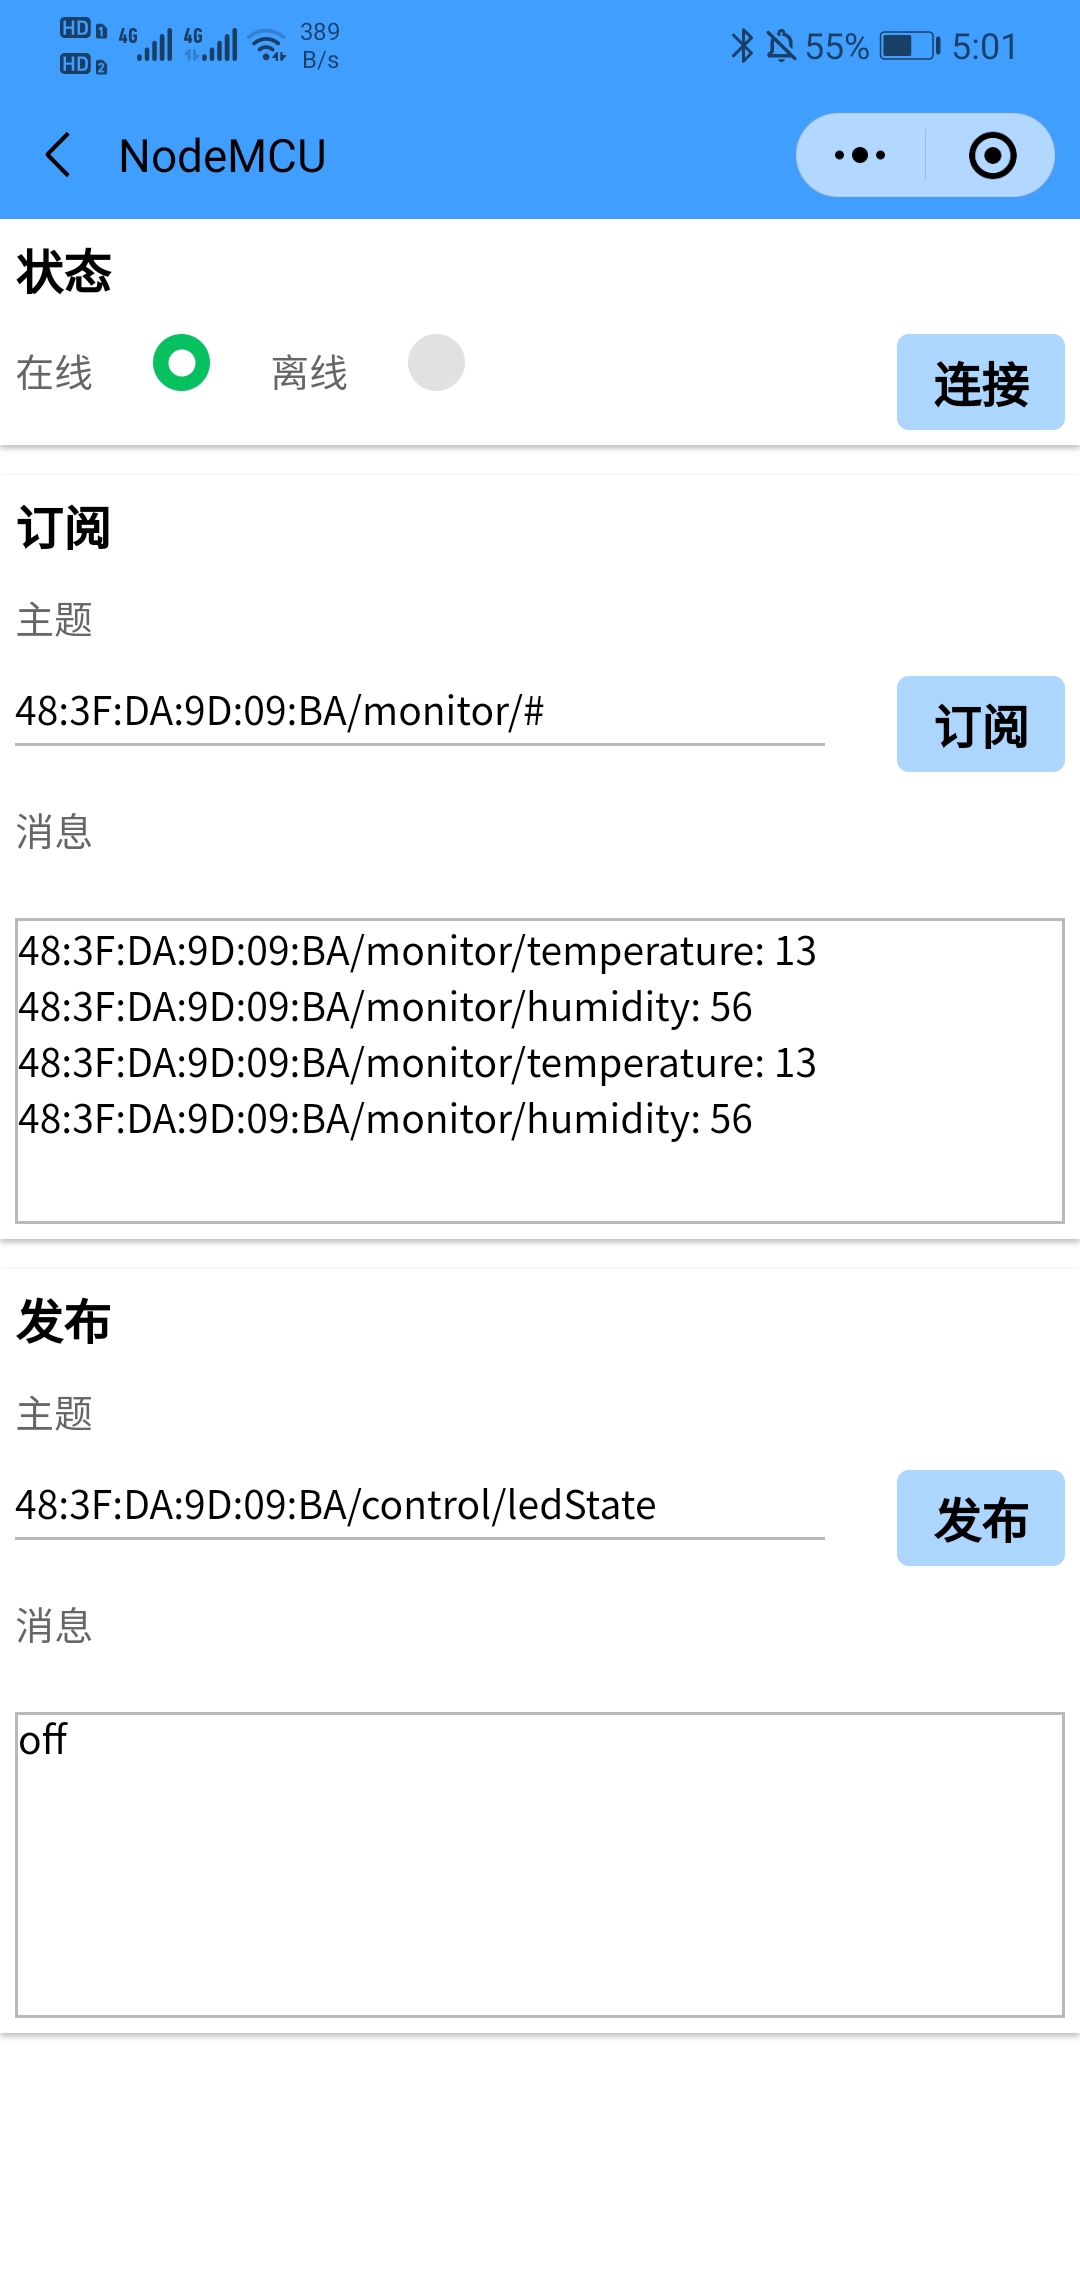 HD 1 4G 4G 389 55% 5:01
HD 2 B/s
NodeMCU
状态
在线 离线 连接
订阅
主题
48:3F:DA:9D:09:BA/monitor/# 订阅
消息
48:3F:DA:9D:09:BA/monitor/temperature: 13
48:3F:DA:9D:09:BA/monitor/humidity: 56
48:3F:DA:9D:09:BA/monitor/temperature: 13
48:3F:DA:9D:09:BA/monitor/humidity: 56
发布
主题
48:3F:DA:9D:09:BA/control/ledState 发布
消息
off